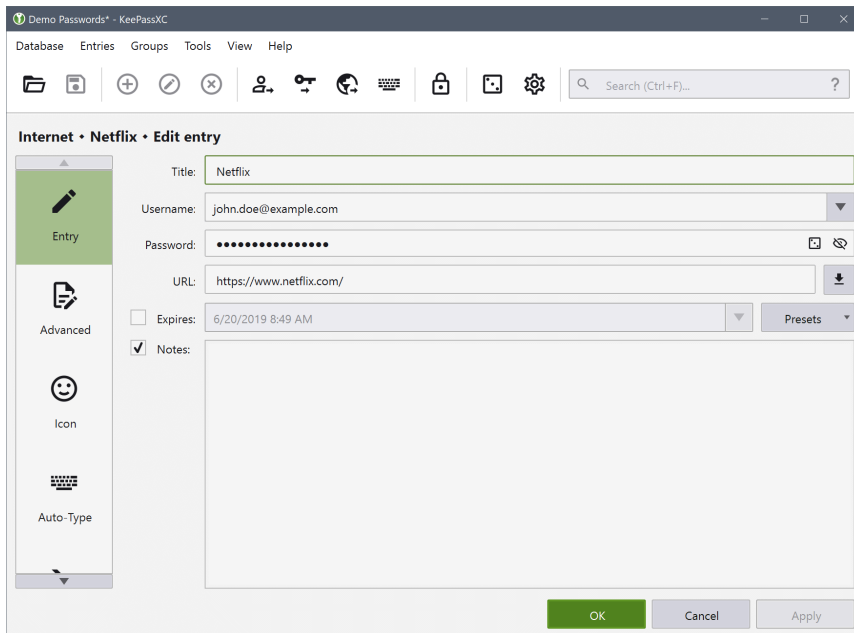 Demo Passwords* - KeePassXC
Database Entries Groups Tools View Help
Search (Ctrl+F)... ?
Internet • Netflix • Edit entry
Title: Netflix
Entry
Username: john.doe@example.com
Password: ••••••••••••••••
URL: https://www.netflix.com/
Advanced
Expires: 6/20/2019 8:49 AM Presets
Notes:
Icon
Auto-Type
OK Cancel Apply